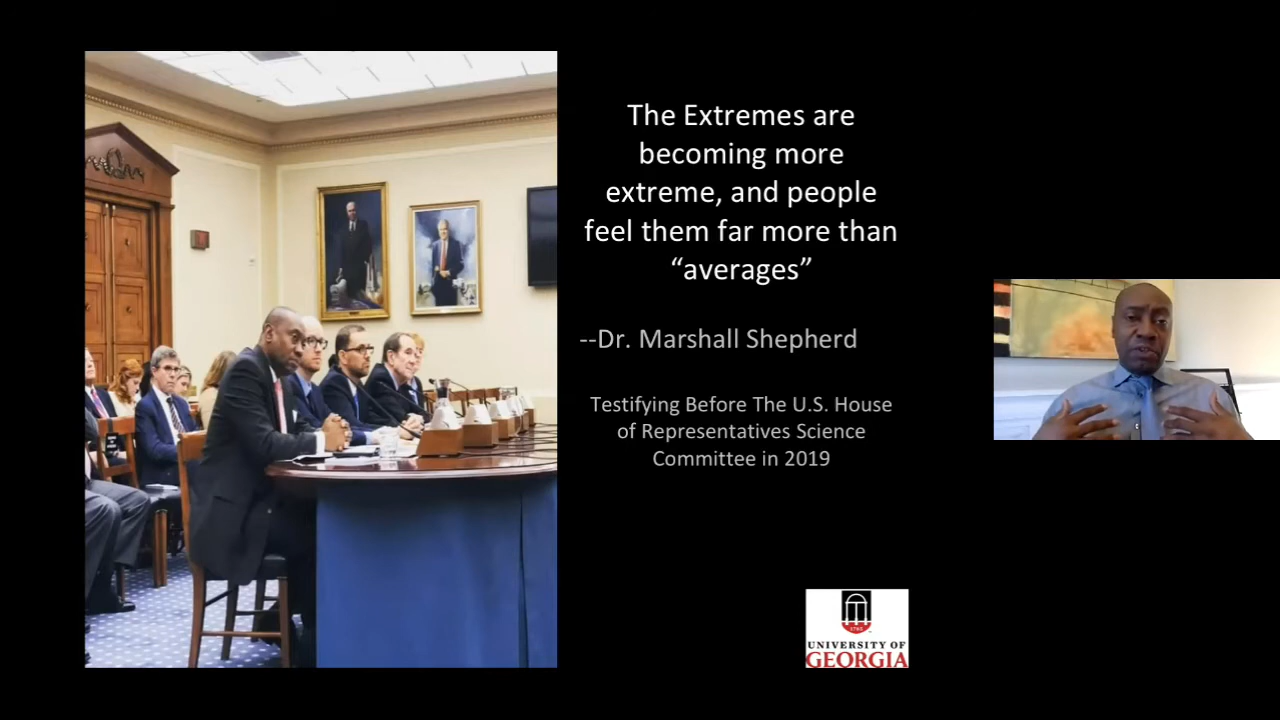 The Extremes are
becoming more
extreme, and people
feel them far more than
“averages”
--Dr. Marshall Shepherd
Testifying Before The U.S. House
of Representatives Science
Committee in 2019
1785
UNIVERSITY OF
GEORGIA